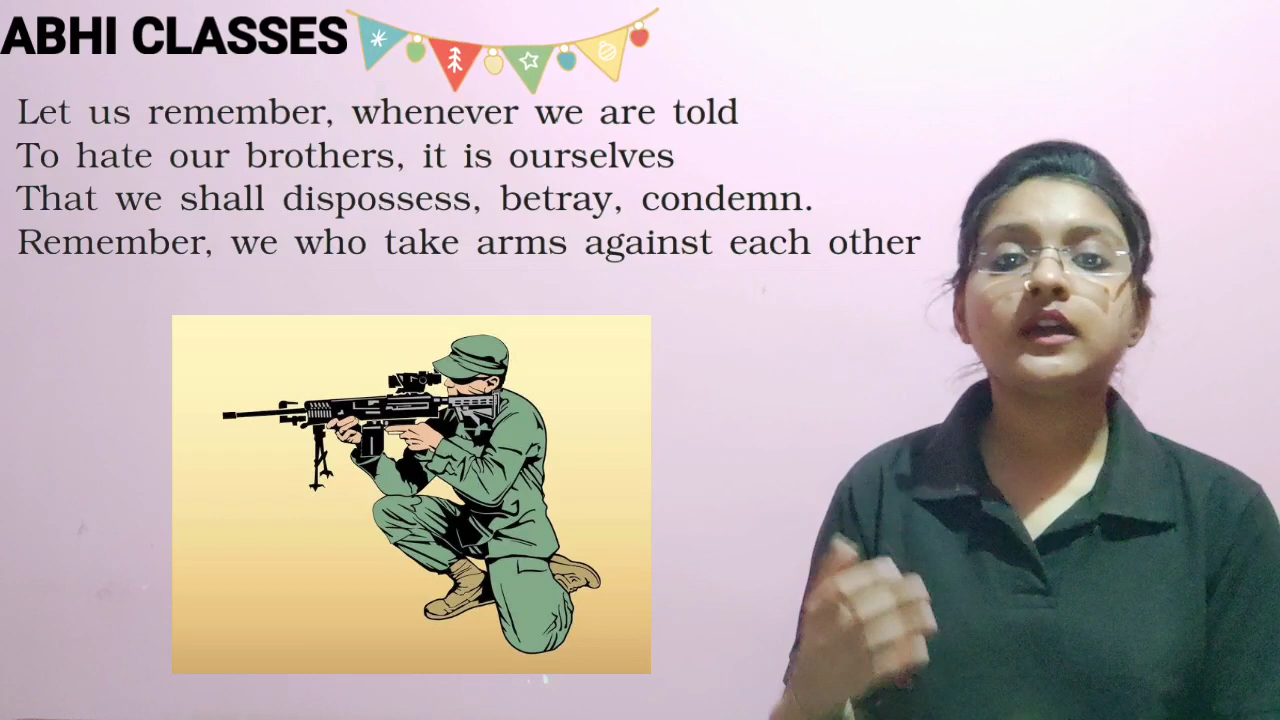 ABHI CLASSES
Let us remember, whenever we are told
To hate our brothers, it is ourselves
That we shall dispossess, betray, condemn.
Remember, we who take arms against each other